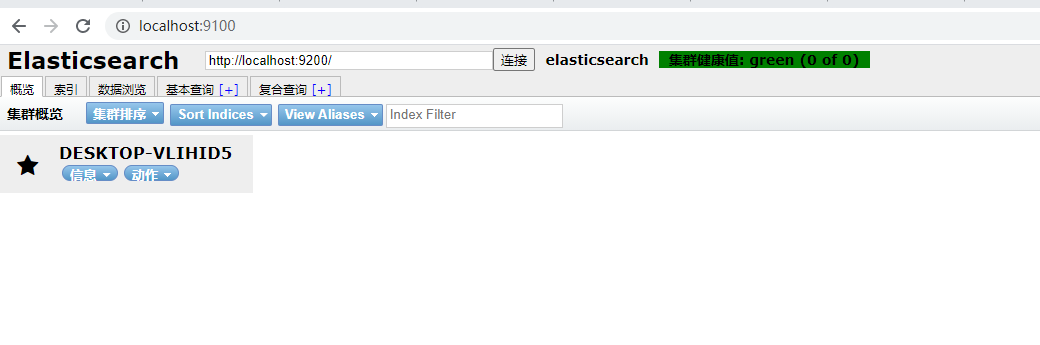 localhost:9100
Elasticsearch http://localhost:9200/ 连接 elasticsearch 集群健康值: green (0 of 0)
概览 索引 数据浏览 基本查询 [+] 复合查询 [+]
集群概览 集群排序 Sort Indices View Aliases Index Filter
DESKTOP-VLIHID5
信息 动作